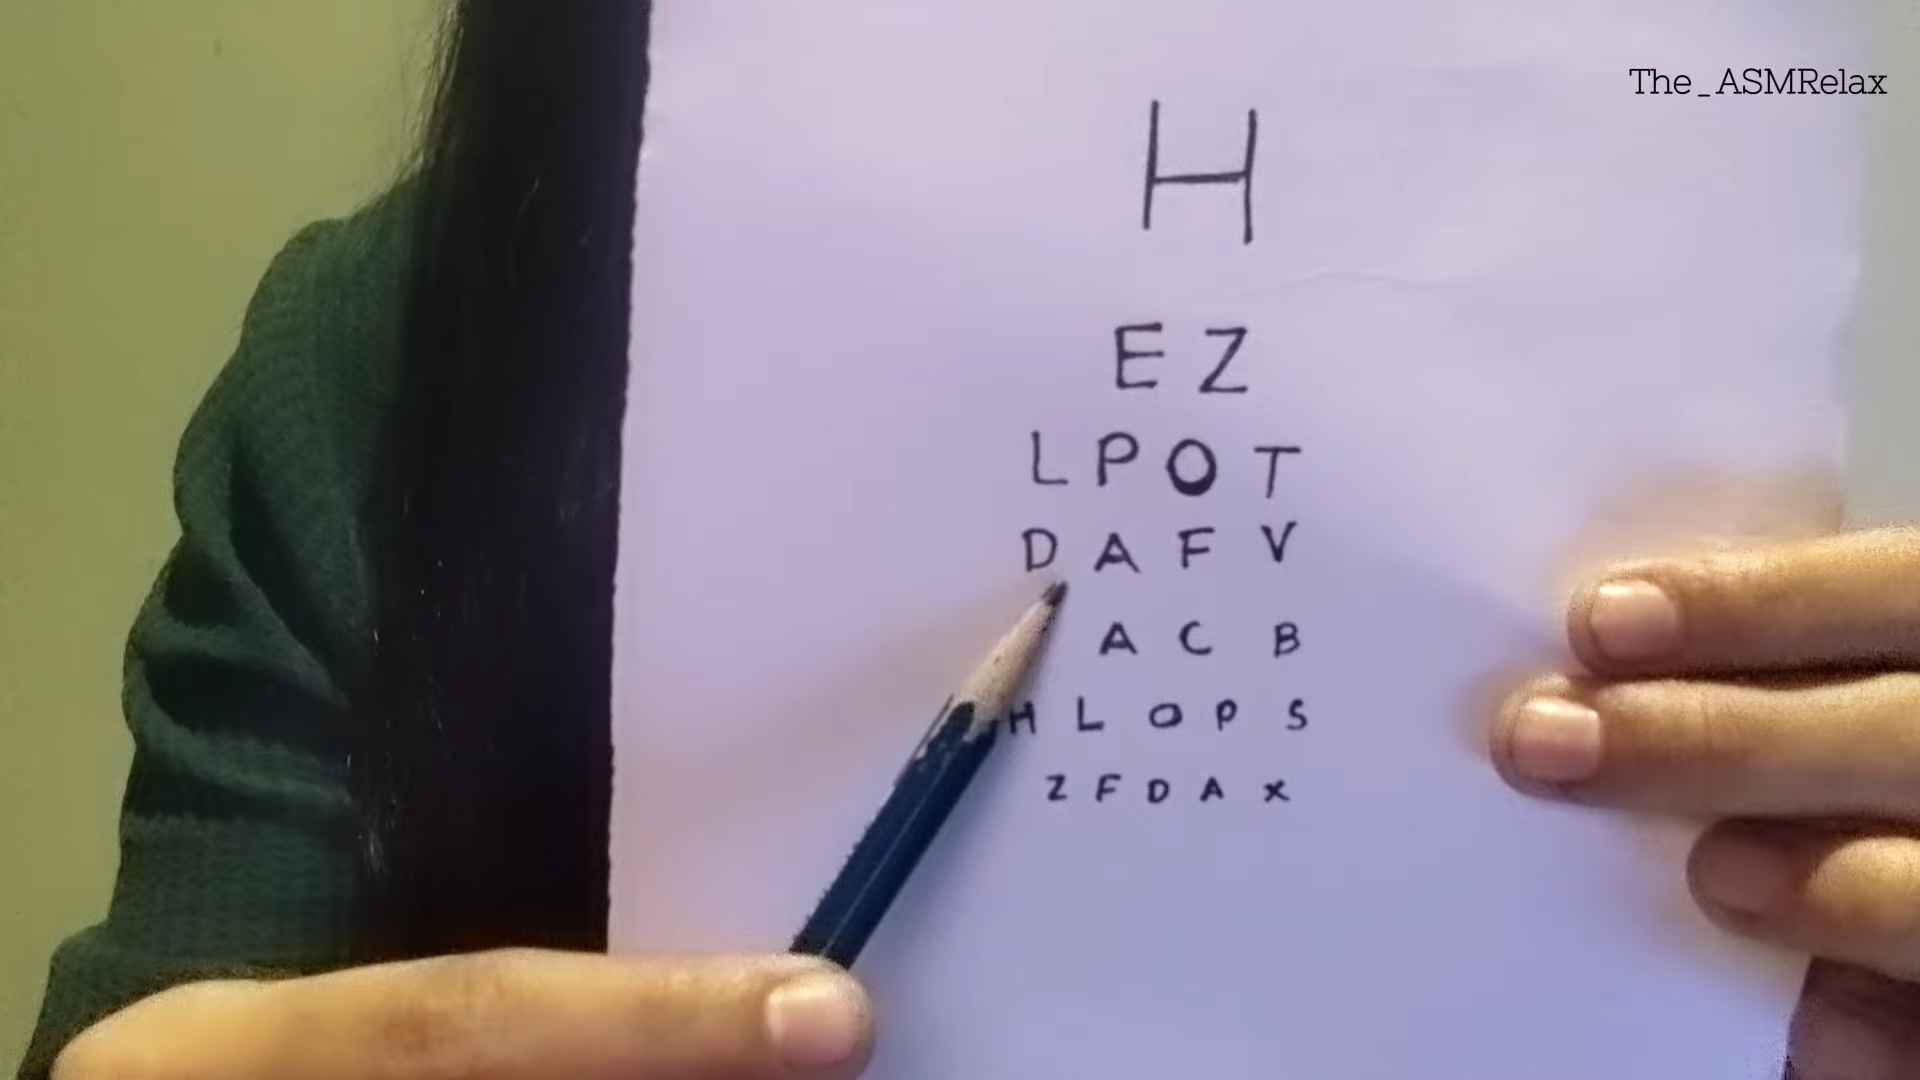 The_ASMRelax
H
E Z
L P O T
D A F V
A C B
H L O P S
Z F D A X